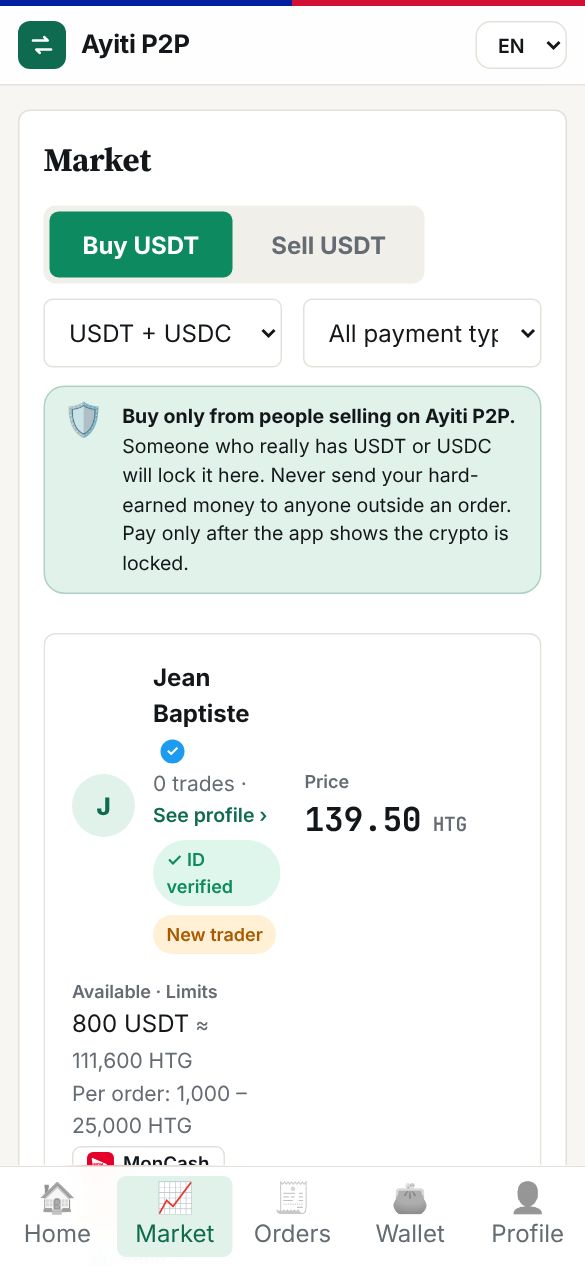 Ayiti P2P
EN
Market
Buy USDT
Sell USDT
USDT + USDC
All payment typ
Buy only from people selling on Ayiti P2P.
Someone who really has USDT or USDC
will lock it here. Never send your hard-
earned money to anyone outside an order.
Pay only after the app shows the crypto is
locked.
J
Jean
Baptiste
0 trades ·
See profile ›
✓ ID
verified
New trader
Price
139.50 HTG
Available · Limits
800 USDT ≈
111,600 HTG
Per order: 1,000 –
25,000 HTG
MonCash
Home
Market
Orders
Wallet
Profile